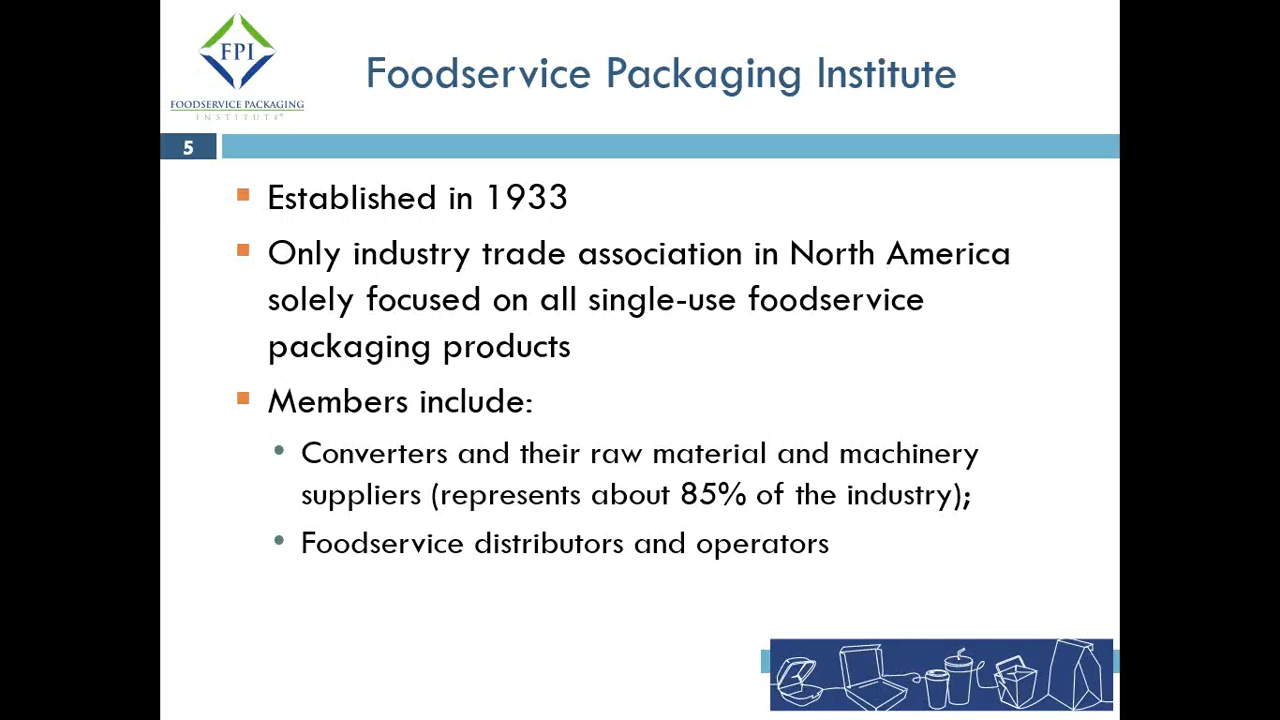 FPI
FOODSERVICE PACKAGING
INSTITUTE®
Foodservice Packaging Institute
5
Established in 1933
Only industry trade association in North America
solely focused on all single-use foodservice
packaging products
Members include:
Converters and their raw material and machinery
suppliers (represents about 85% of the industry);
Foodservice distributors and operators